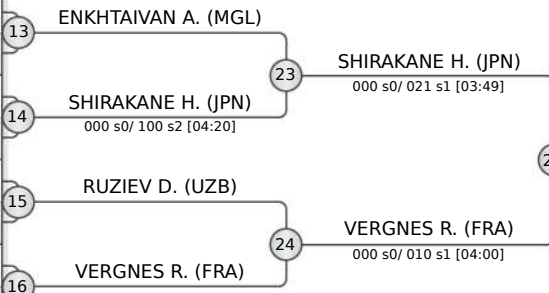 ENKHTAIVAN A. (MGL)
13
23
SHIRAKANE H. (JPN)
000 s0/ 021 s1 [03:49]
SHIRAKANE H. (JPN)
14
000 s0/ 100 s2 [04:20]
RUZIEV D. (UZB)
15
24
VERGNES R. (FRA)
000 s0/ 010 s1 [04:00]
VERGNES R. (FRA)
16